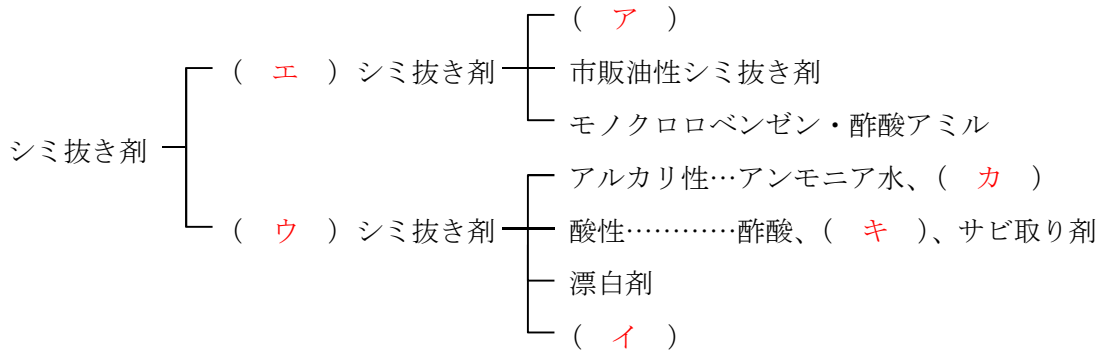 ( ア )
( エ ) シミ抜き剤
市販油性シミ抜き剤
モノクロロベンゼン・酢酸アミル
シミ抜き剤
アルカリ性…アンモニア水、( カ )
( ウ ) シミ抜き剤
酸性…………酢酸、( キ )、サビ取り剤
漂白剤
( イ )